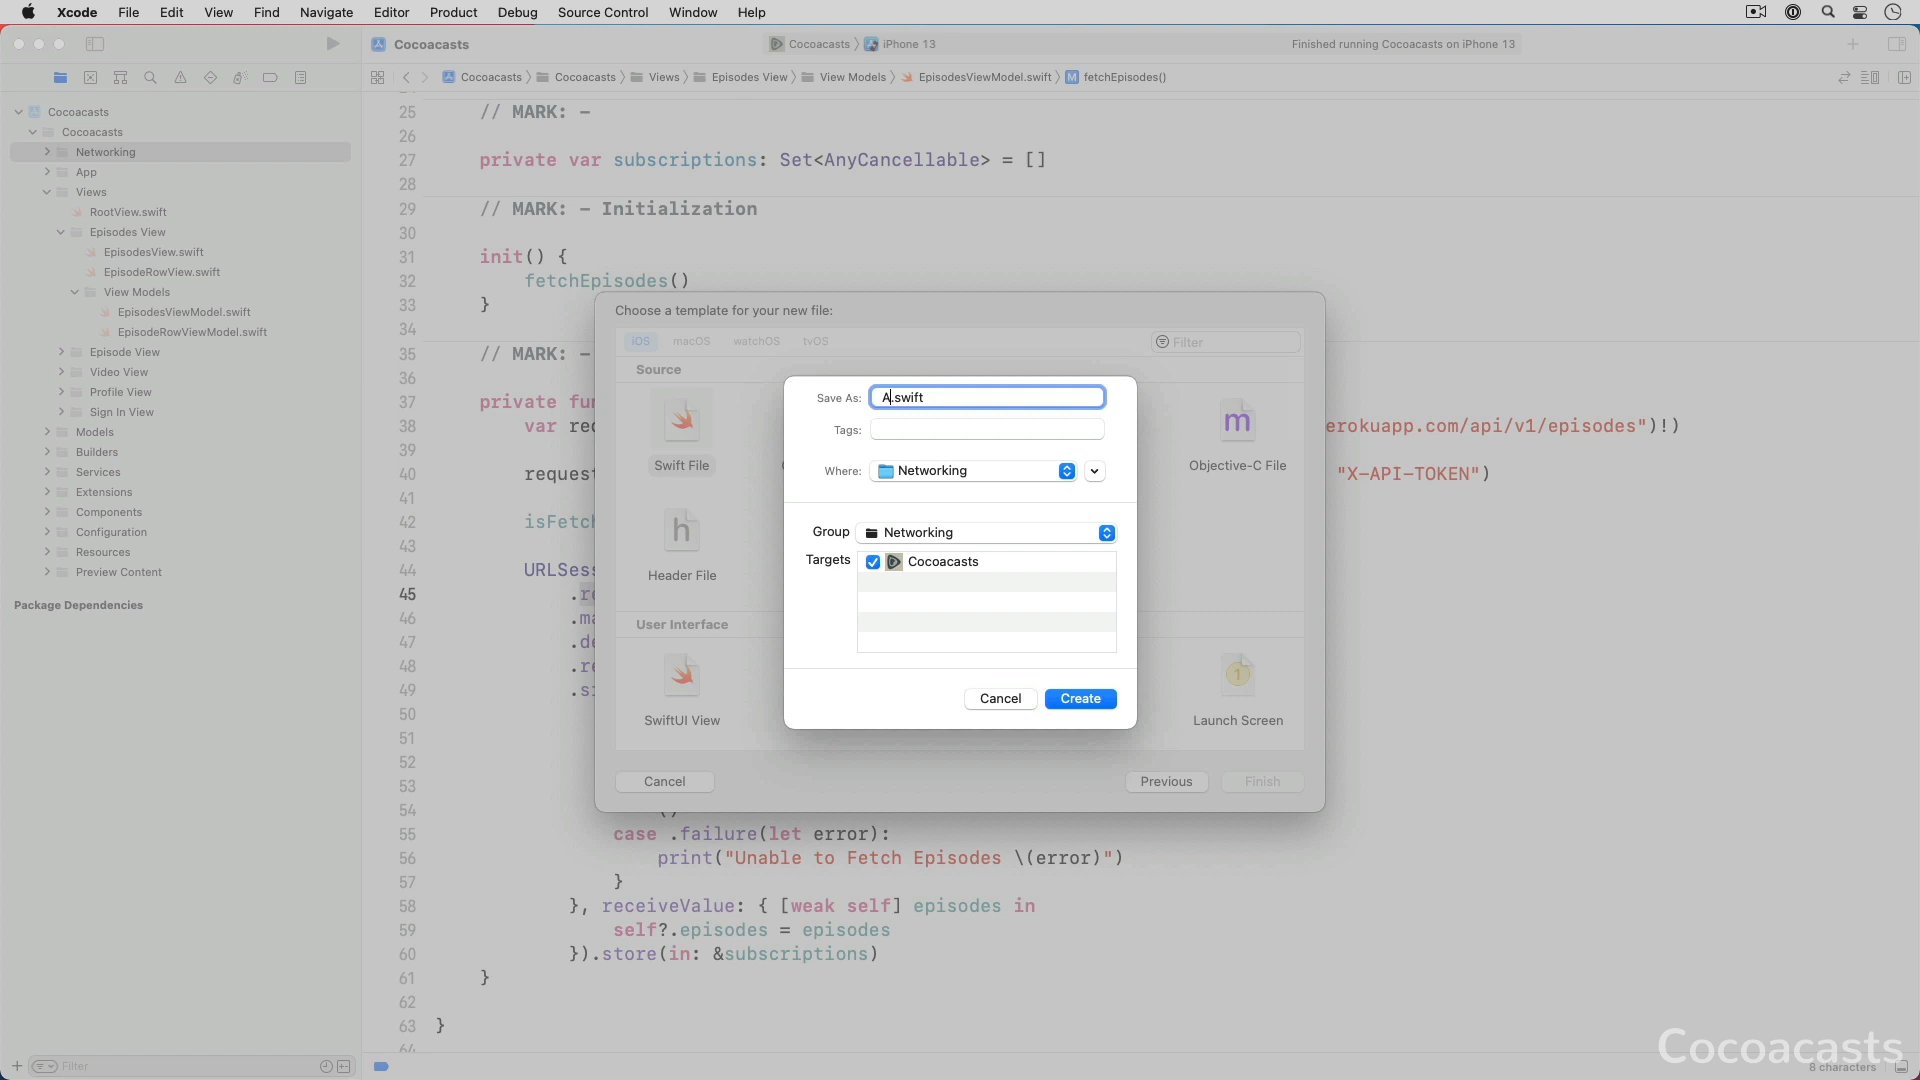 Xcode File Edit View Find Navigate Editor Product Debug Source Control Window Help
Cocoacasts
Cocoacasts iPhone 13
Finished running Cocoacasts on iPhone 13
Cocoacasts Cocoacasts Views Episodes View View Models EpisodesViewModel.swift M fetchEpisodes()
Cocoacasts
Cocoacasts
Networking
App
Views
RootView.swift
Episodes View
EpisodesView.swift
EpisodeRowView.swift
View Models
EpisodesViewModel.swift
EpisodeRowViewModel.swift
Episode View
Video View
Profile View
Sign In View
Models
Builders
Services
Extensions
Components
Configuration
Resources
Preview Content
Package Dependencies
Filter
25 // MARK: -
26
27 private var subscriptions: Set<AnyCancellable> = []
28
29 // MARK: - Initialization
30
31 init() {
32 fetchEpisodes()
33 }
34
35 // MARK: -
36
37 private fu
38 var re erokuapp.com/api/v1/episodes")!)
39
40 request "X-API-TOKEN")
41
42 isFetch
43
44 URLSes
45 .re
46 .ma
47 .de
48 .re
49 .si
50
51
52
53
54 ()
55 case .failure(let error):
56 print("Unable to Fetch Episodes \(error)")
57 }
58 }, receiveValue: { [weak self] episodes in
59 self?.episodes = episodes
60 }).store(in: &subscriptions)
61 }
62
63 }
64
Choose a template for your new file:
iOS macOS watchOS tvOS
Filter
Source
Swift File
m
Objective-C File
h
Header File
User Interface
SwiftUI View
1
Launch Screen
Cancel
Previous
Finish
Save As: A.swift
Tags:
Where: Networking
Group Networking
Targets Cocoacasts
Cancel Create
Cocoacasts
8 characters